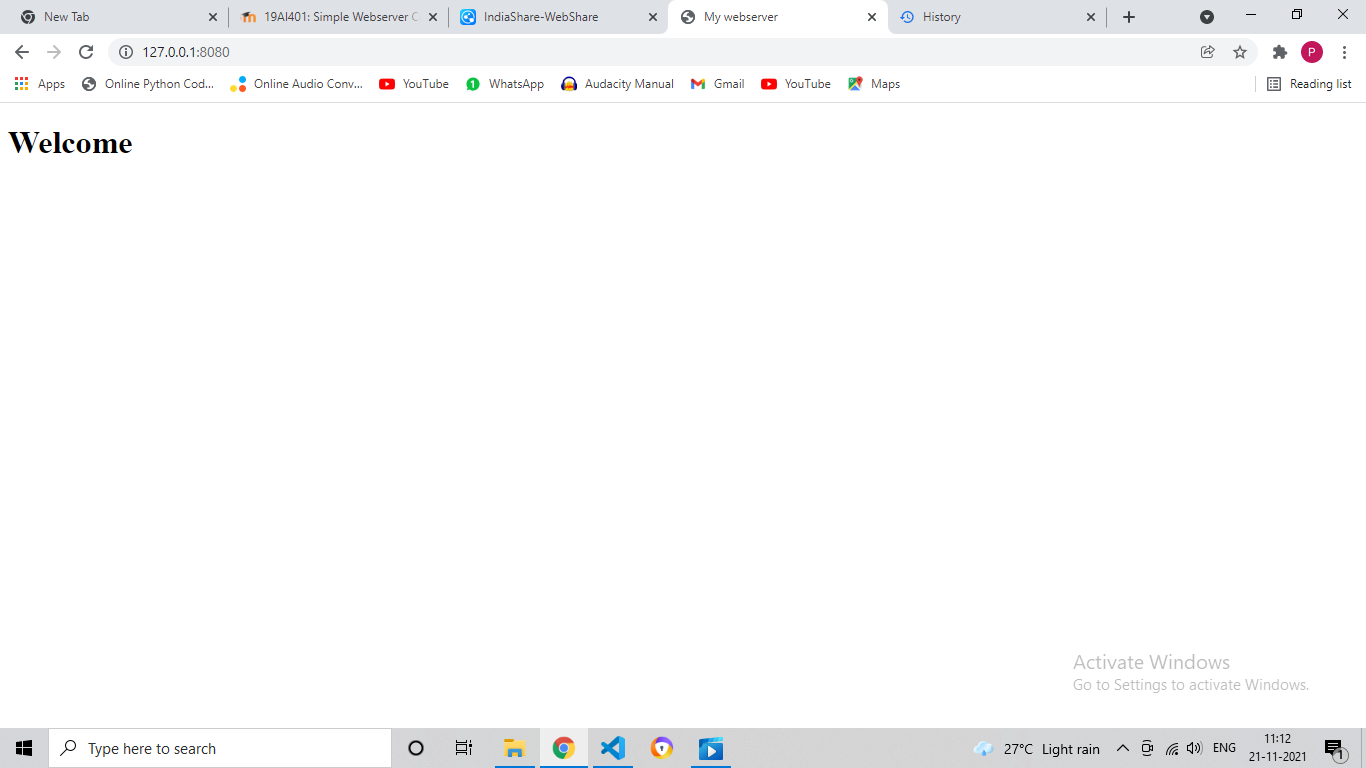 New Tab
19AI401: Simple Webserver C
IndiaShare-WebShare
My webserver
History
127.0.0.1:8080
P
Apps
Online Python Cod...
Online Audio Conv...
YouTube
1
WhatsApp
Audacity Manual
Gmail
YouTube
Maps
Reading list
Welcome
Activate Windows
Go to Settings to activate Windows.
Type here to search
27°C Light rain
ENG
11:12
21-11-2021
1